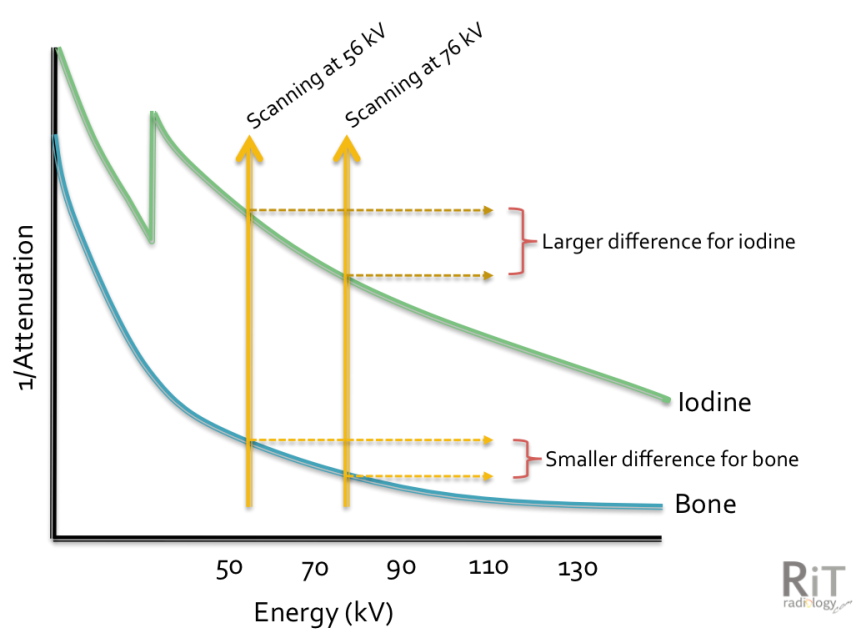 Scanning at 56 kV
Scanning at 76 kV
1/Attenuation
Larger difference for iodine
Iodine
Smaller difference for bone
Bone
50 70 90 110 130
Energy (kV)
RiT
radiology.com